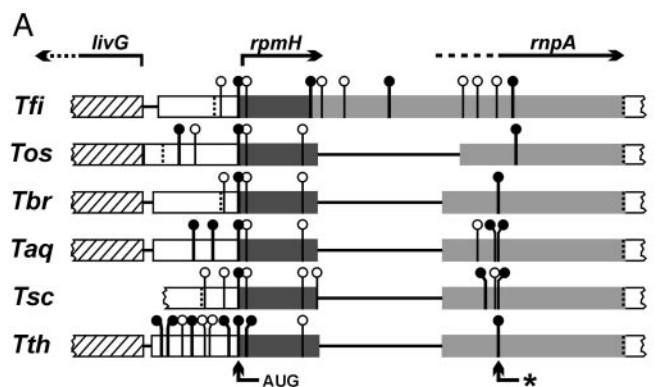 A
livG rpmH rnpA
Tfi
Tos
Tbr
Taq
Tsc
Tth
AUG *